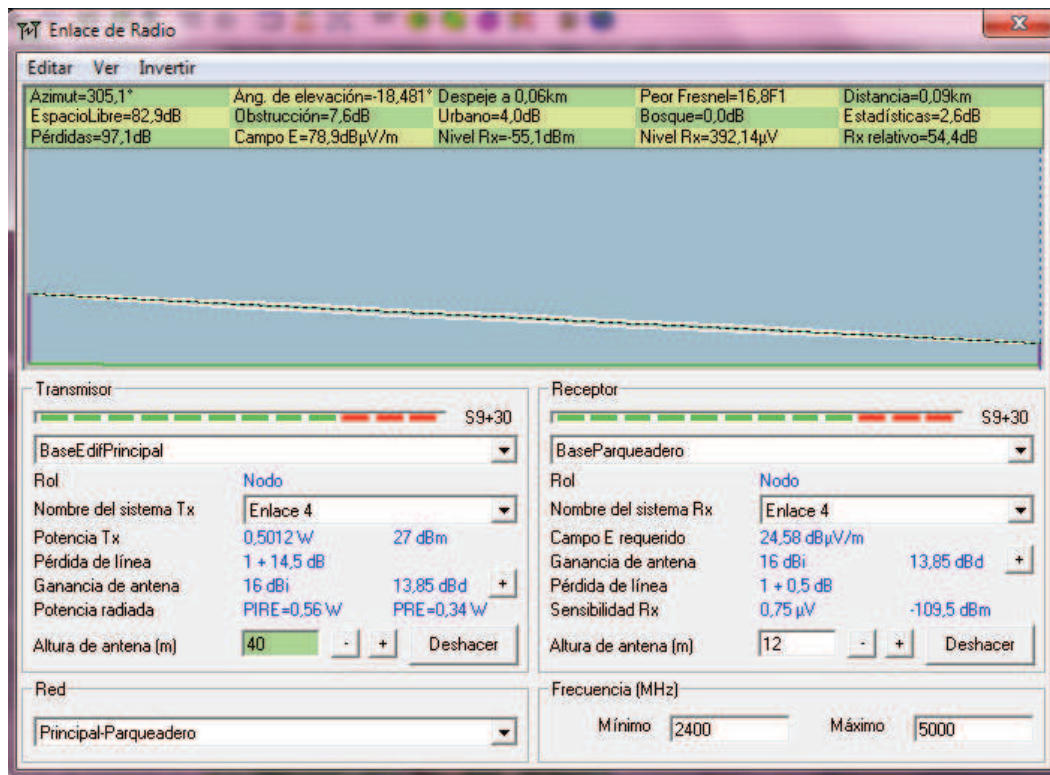 Enlace de Radio
Editar Ver Invertir
Azimut=305,1° Ang. de elevación=-18,481° Despeje a 0,06km Peor Fresnel=16,8F1 Distancia=0,09km
EspacioLibre=82,9dB Obstrucción=7,6dB Urbano=4,0dB Bosque=0,0dB Estadísticas=2,6dB
Pérdidas=97,1dB Campo E=78,9dBµV/m Nivel Rx=-55,1dBm Nivel Rx=392,14µV Rx relativo=54,4dB
Transmisor Receptor
S9+30 S9+30
BaseEdifPrincipal BaseParqueadero
Rol Nodo Rol Nodo
Nombre del sistema Tx Enlace 4 Nombre del sistema Rx Enlace 4
Potencia Tx 0,5012 W 27 dBm Campo E requerido 24,58 dBµV/m
Pérdida de línea 1 + 14,5 dB Ganancia de antena 16 dBi 13,85 dBd +
Ganancia de antena 16 dBi 13,85 dBd + Pérdida de línea 1 + 0,5 dB
Potencia radiada PIRE=0,56 W PRE=0,34 W Sensibilidad Rx 0,75 µV -109,5 dBm
Altura de antena (m) 40 - + Deshacer Altura de antena (m) 12 - + Deshacer
Red Frecuencia (MHz)
Principal-Parqueadero Mínimo 2400 Máximo 5000